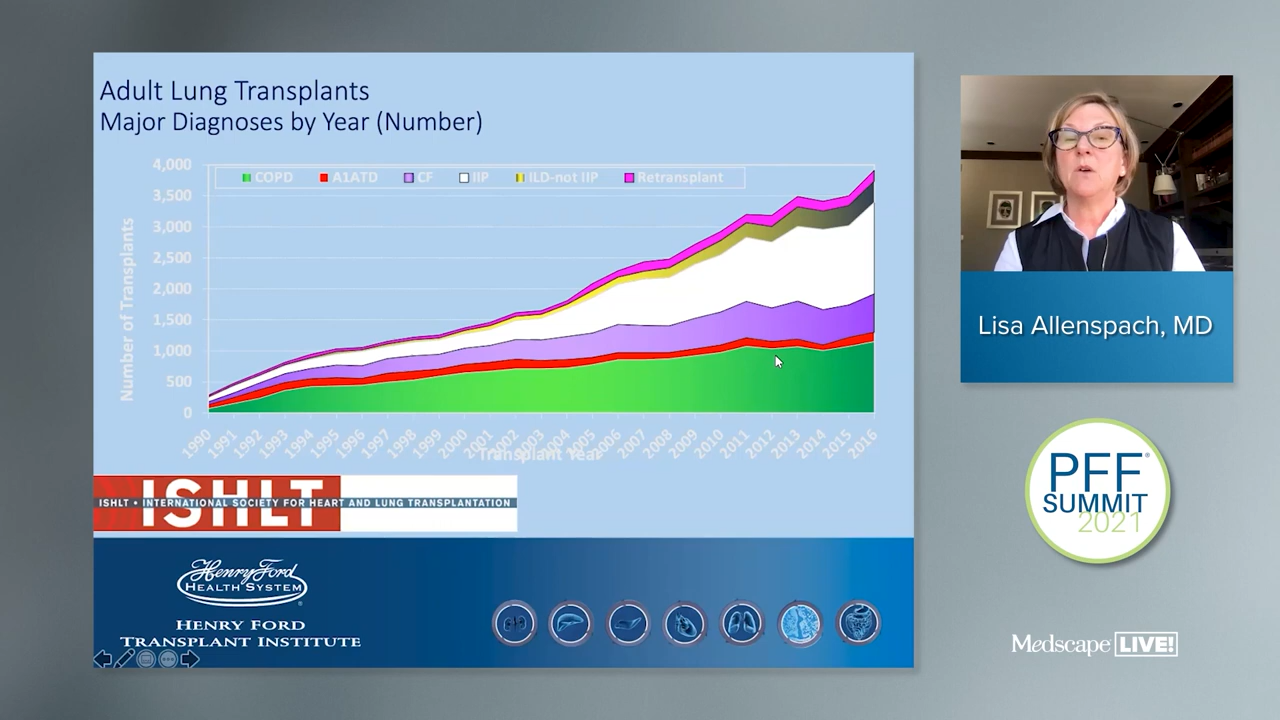 Adult Lung Transplants
Major Diagnoses by Year (Number)
Number of Transplants
4,000
3,500
3,000
2,500
2,000
1,500
1,000
500
0
COPD A1ATD CF IIP ILD-not IIP Retransplant
1990 1991 1992 1993 1994 1995 1996 1997 1998 1999 2000 2001 2002 2003 2004 2005 2006 2007 2008 2009 2010 2011 2012 2013 2014 2015 2016
Transplant Year
ISHLT
ISHLT • INTERNATIONAL SOCIETY FOR HEART AND LUNG TRANSPLANTATION
Henry Ford
HEALTH SYSTEM
HENRY FORD
TRANSPLANT INSTITUTE
Lisa Allenspach, MD
PFF
SUMMIT
2021
Medscape LIVE!